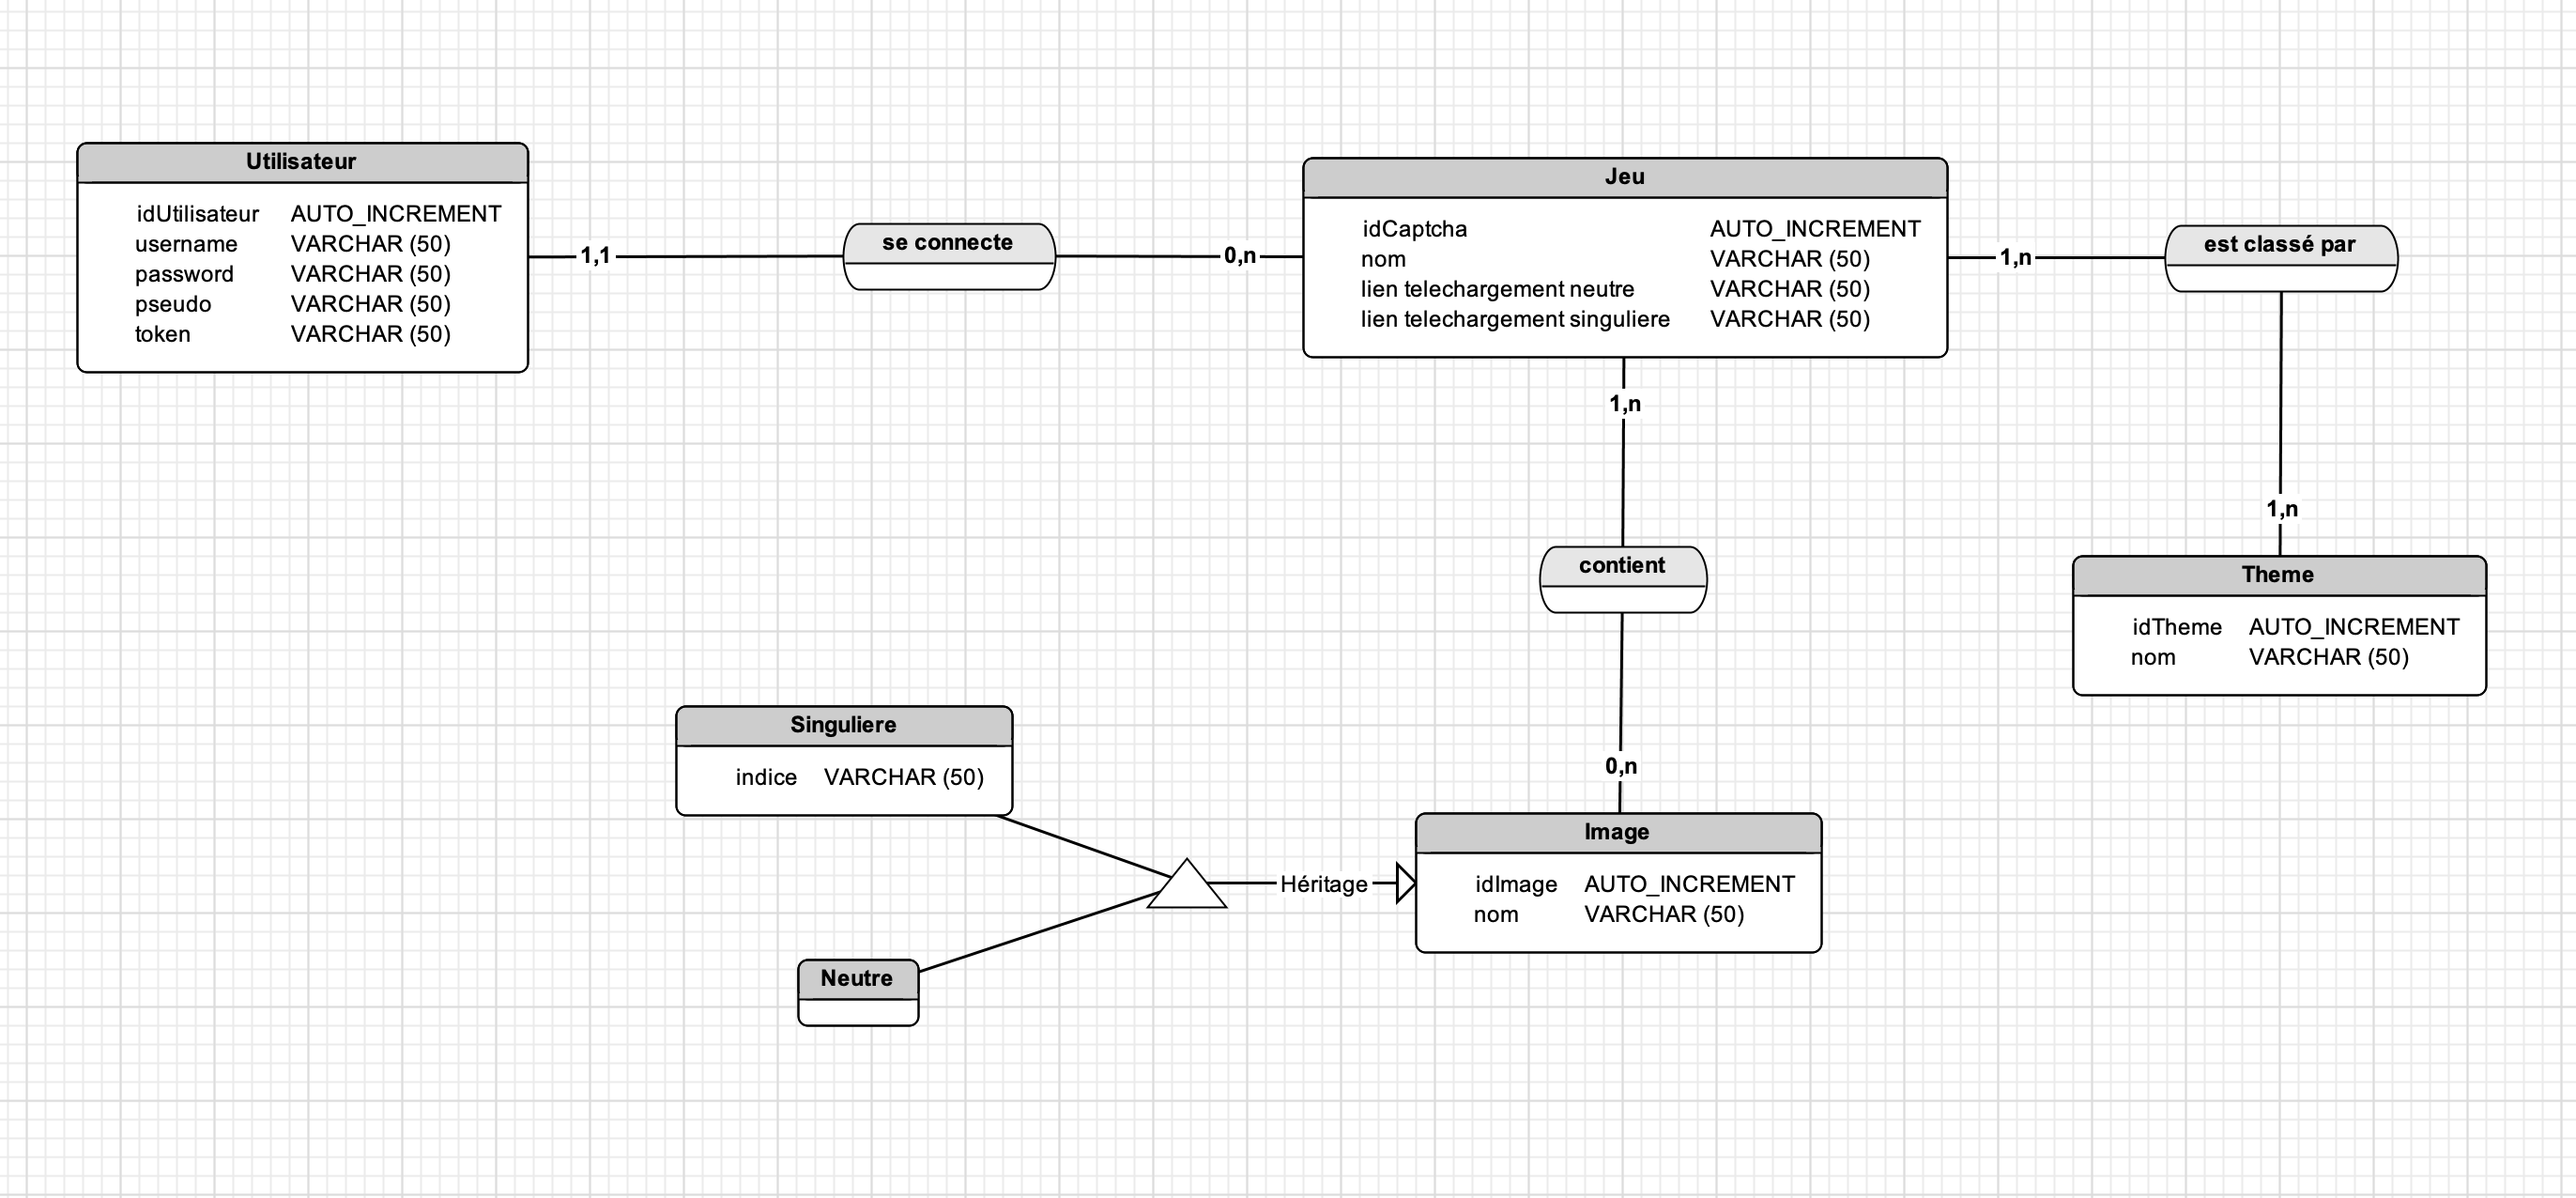 Utilisateur
idUtilisateur AUTO_INCREMENT
username VARCHAR (50)
password VARCHAR (50)
pseudo VARCHAR (50)
token VARCHAR (50)
1,1
se connecte
0,n
Jeu
idCaptcha AUTO_INCREMENT
nom VARCHAR (50)
lien telechargement neutre VARCHAR (50)
lien telechargement singuliere VARCHAR (50)
1,n
est classé par
1,n
contient
1,n
Theme
idTheme AUTO_INCREMENT
nom VARCHAR (50)
Singuliere
indice VARCHAR (50)
0,n
Image
idImage AUTO_INCREMENT
nom VARCHAR (50)
Héritage
Neutre